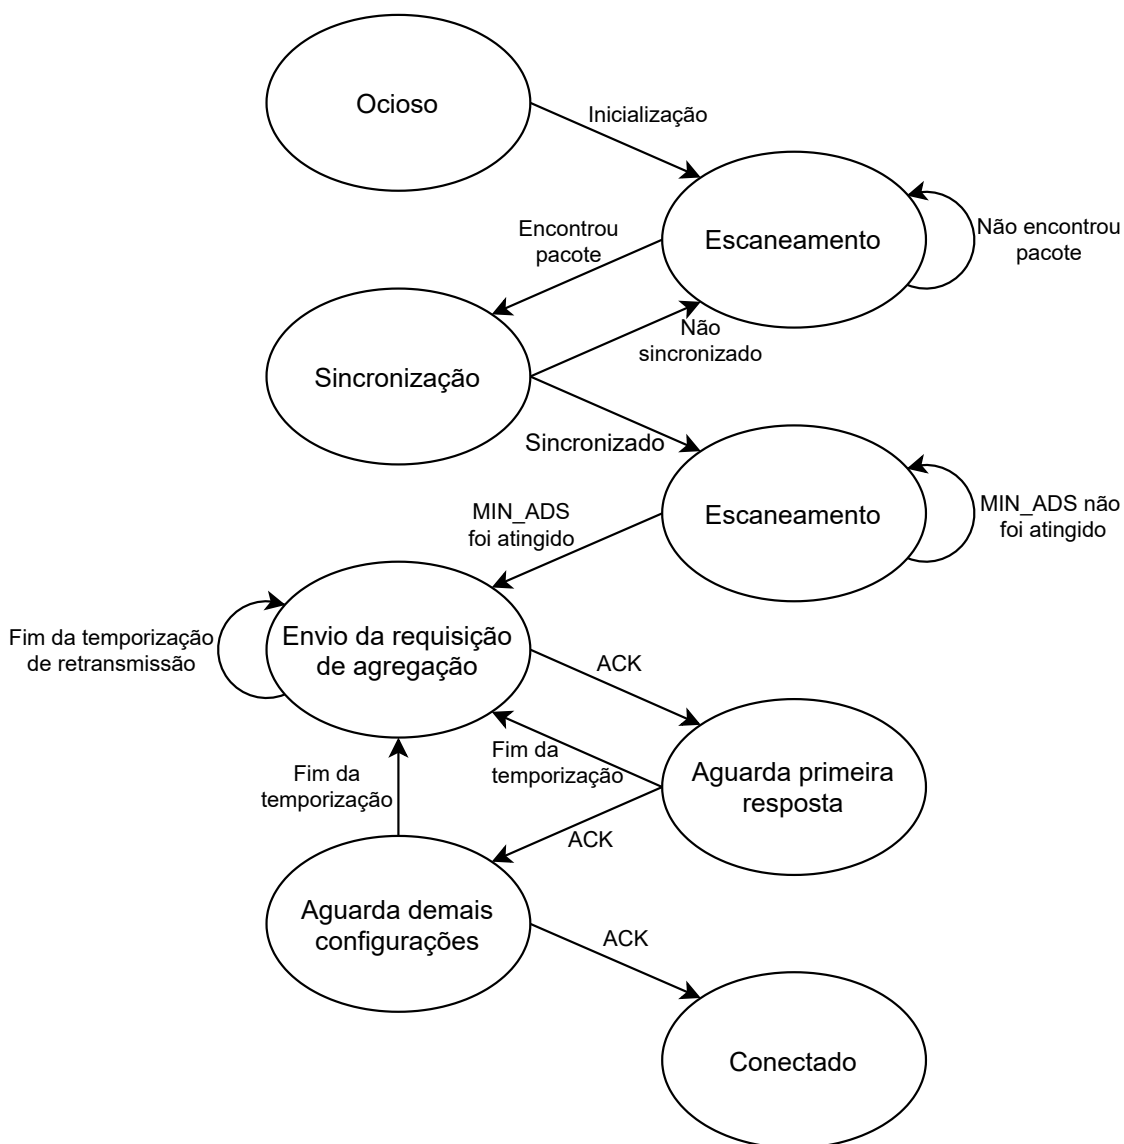 Ocioso
Inicialização
Escaneamento
Não encontrou
pacote
Encontrou
pacote
Não
sincronizado
Sincronização
Sincronizado
Escaneamento
MIN_ADS não
foi atingido
MIN_ADS
foi atingido
Fim da temporização
de retransmissão
Envio da requisição
de agregação
ACK
Fim da
temporização
Fim da
temporização
Aguarda primeira
resposta
ACK
Aguarda demais
configurações
ACK
Conectado